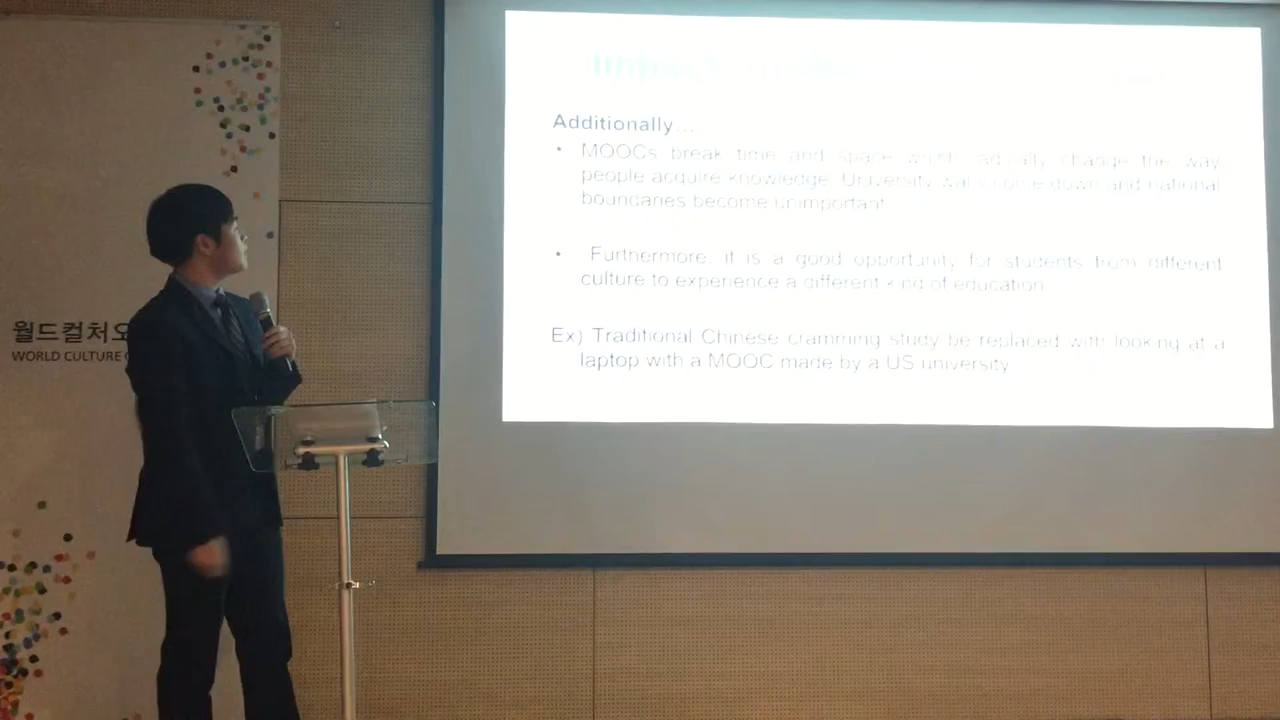 월드컬처오
WORLD CULTURE
Additionally...
• MOOCs break time and space which radically change the way
people acquire knowledge. University walls come down and national
boundaries become unimportant
• Furthermore, it is a good opportunity for students from different
culture to experience a different kind of education
Ex) Traditional Chinese cramming study be replaced with looking at a
laptop with a MOOC made by a US university